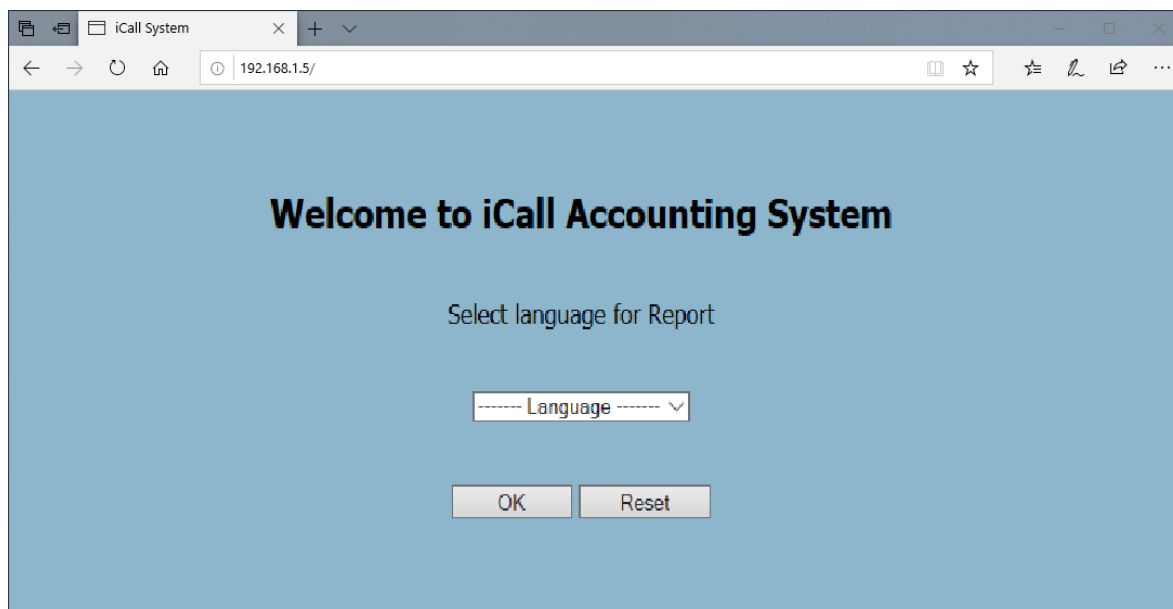 iCall System
192.168.1.5/
Welcome to iCall Accounting System
Select language for Report
------- Language -------
OK Reset